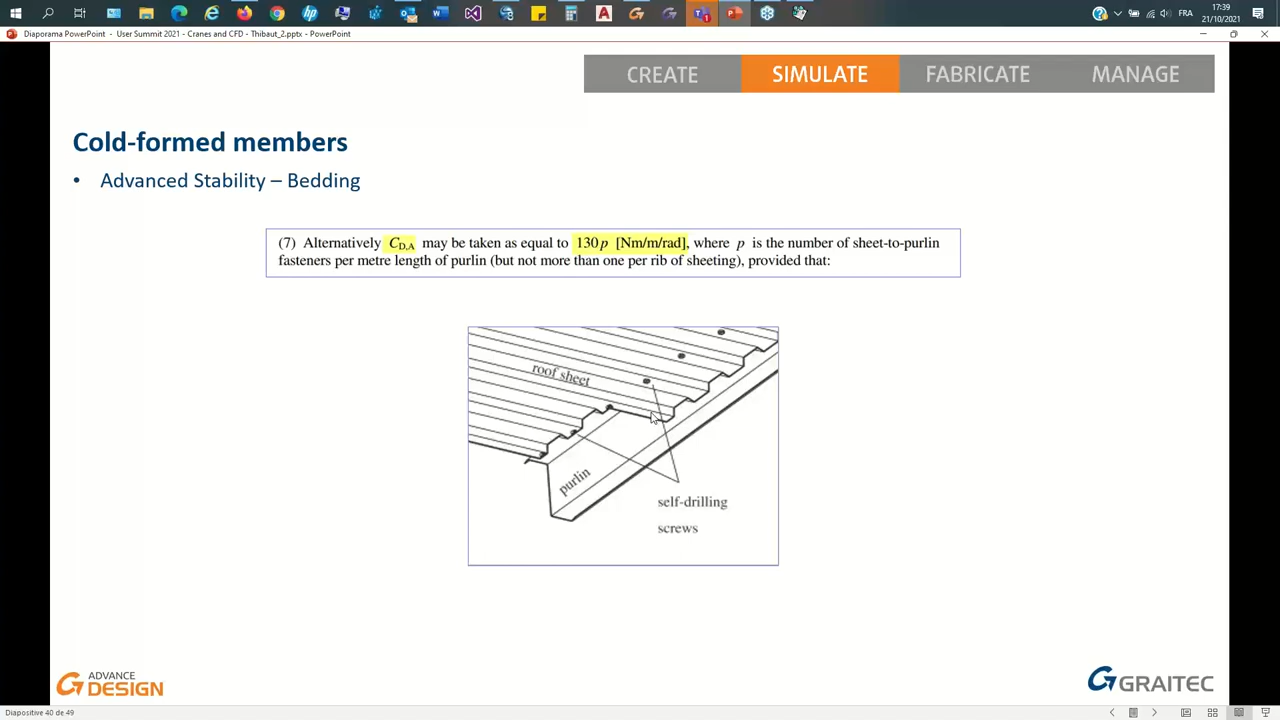 17:39
FRA
21/10/2021
Diaporama PowerPoint - User Summit 2021 - Cranes and CFD - Thibaut_2.pptx - PowerPoint
CREATE SIMULATE FABRICATE MANAGE
Cold-formed members
• Advanced Stability – Bedding
(7) Alternatively C_D,A may be taken as equal to 130 p [Nm/m/rad], where p is the number of sheet-to-purlin
fasteners per metre length of purlin (but not more than one per rib of sheeting), provided that:
roof sheet
purlin
self-drilling
screws
ADVANCE
DESIGN
GRAITEC
Diapositive 40 de 49